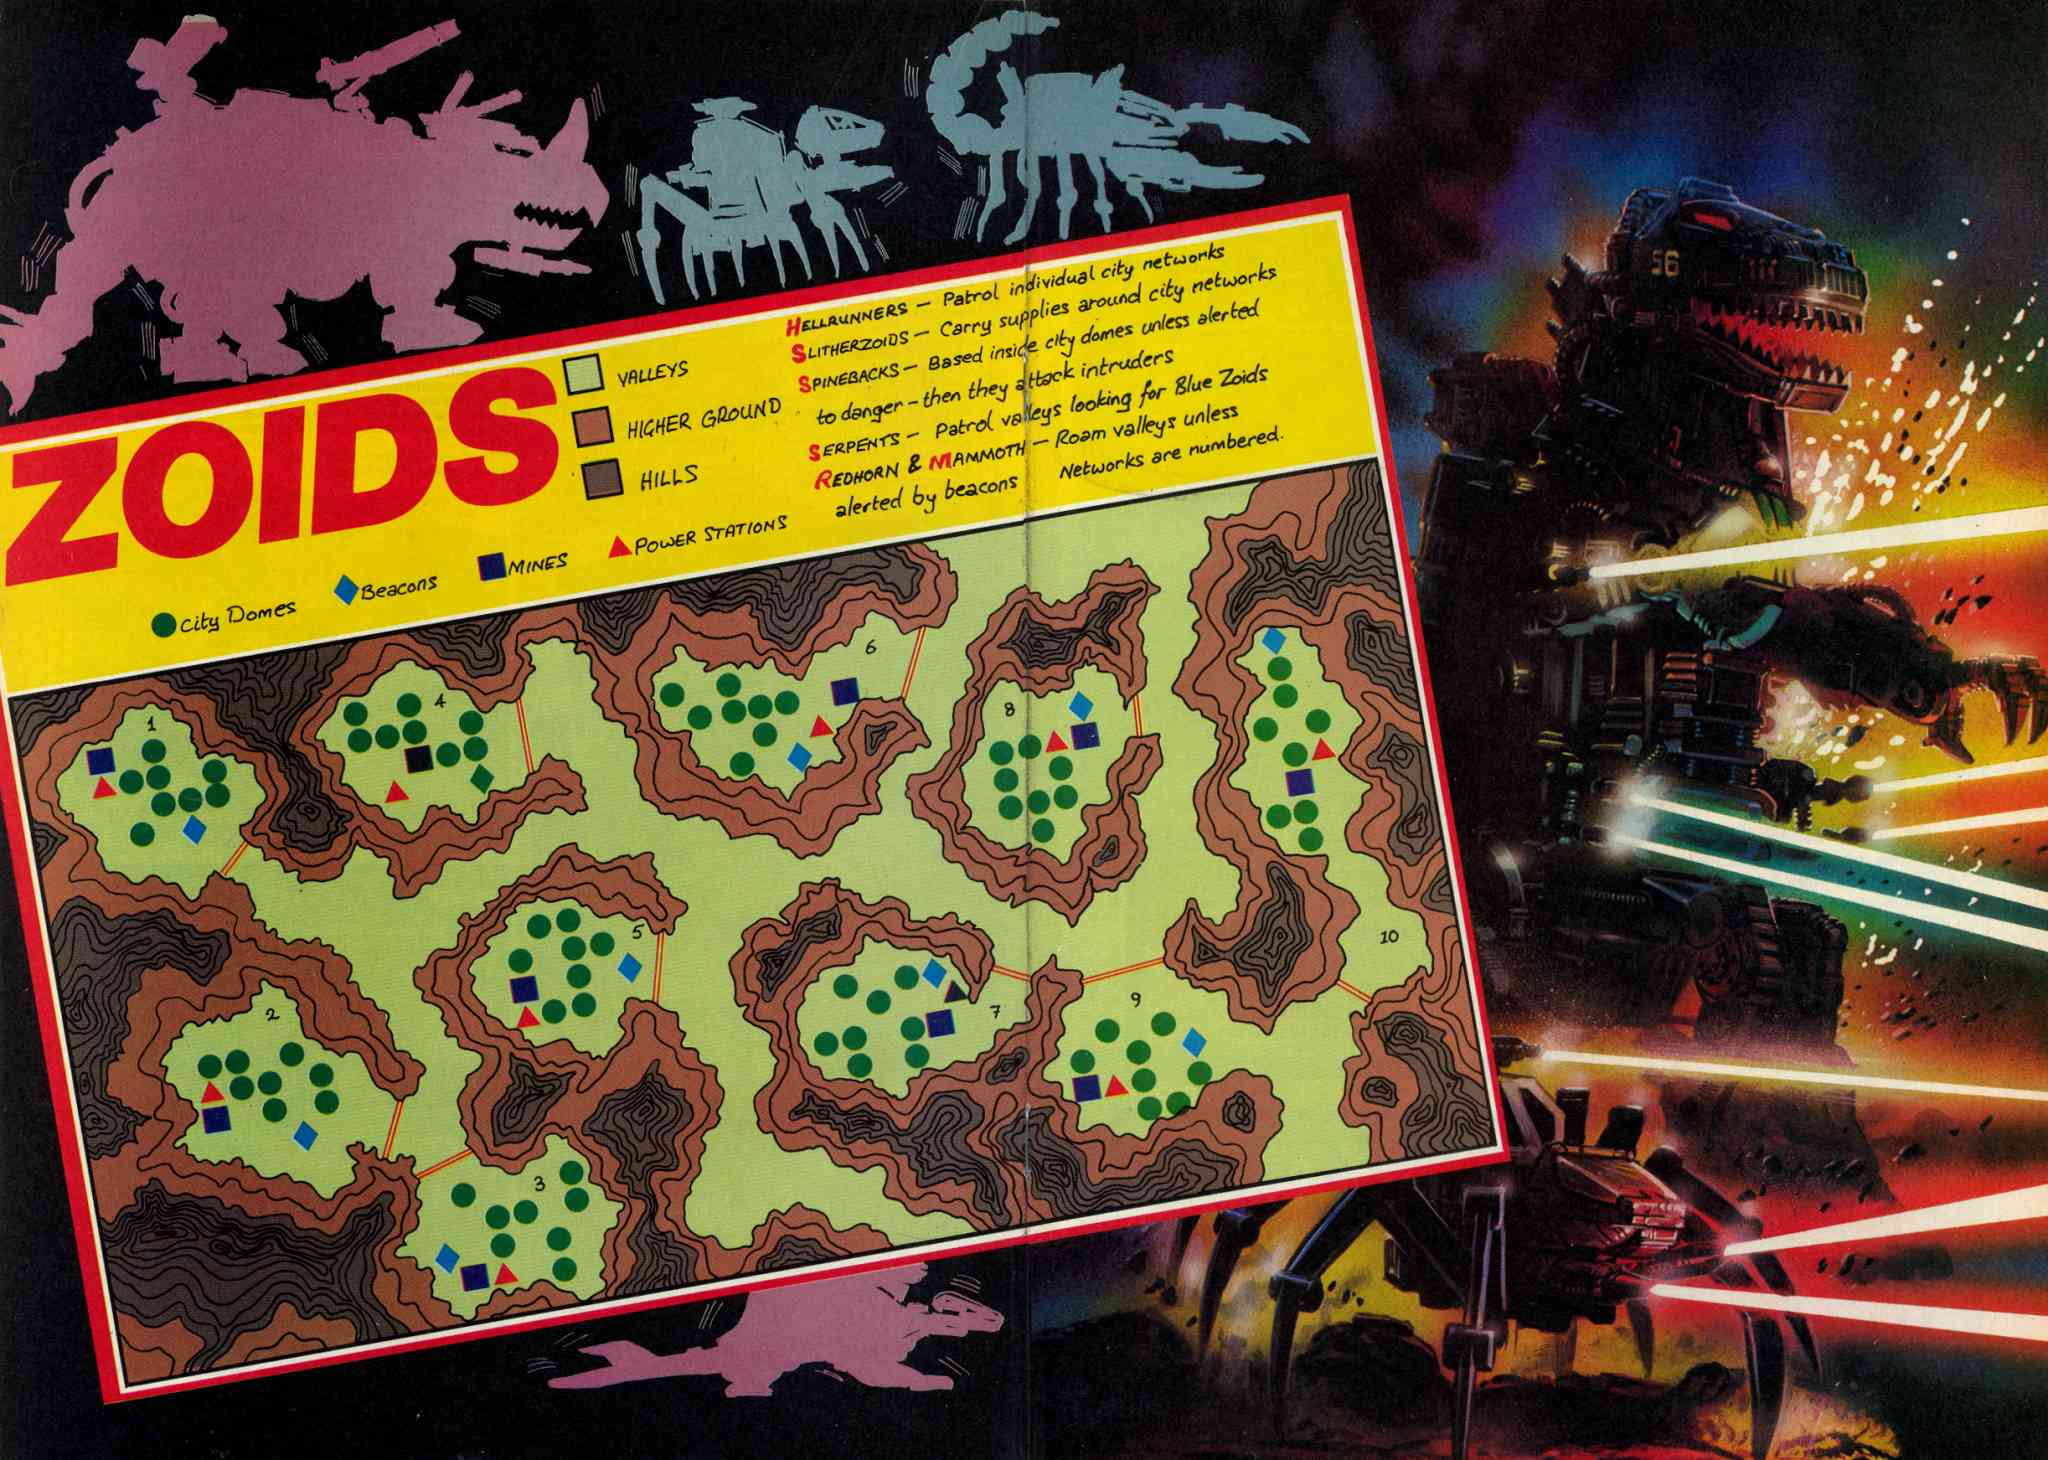 ZOIDS
VALLEYS
HIGHER GROUND
HILLS
City Domes
Beacons
MINES
POWER STATIONS
HELLRUNNERS — Patrol individual city networks
SLITHERZOIDS — Carry supplies around city networks
SPINEBACKS — Based inside city domes unless alerted
to danger - then they attack intruders
SERPENTS — Patrol valleys looking for Blue Zoids
REDHORN & MAMMOTH — Roam valleys unless
alerted by beacons Networks are numbered.
1
4
6
8
5
10
2
7
9
3
56